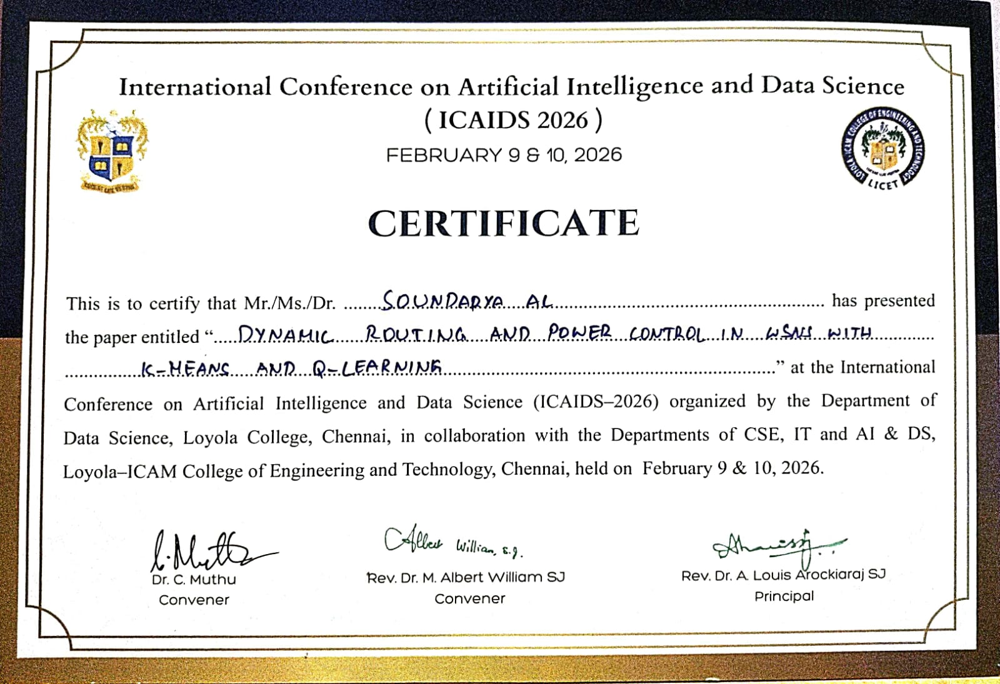 International Conference on Artificial Intelligence and Data Science
( ICAIDS 2026 )
FEBRUARY 9 & 10, 2026
LOYOLA-ICAM COLLEGE OF ENGINEERING AND TECHNOLOGY
LICET
CERTIFICATE
This is to certify that Mr./Ms./Dr. ........SOUNDARYA AL........ has presented
the paper entitled “.....DYNAMIC ROUTING AND POWER CONTROL IN WSNS WITH.............
...............K-MEANS AND Q-LEARNING.....................” at the International
Conference on Artificial Intelligence and Data Science (ICAIDS–2026) organized by the Department of
Data Science, Loyola College, Chennai, in collaboration with the Departments of CSE, IT and AI & DS,
Loyola–ICAM College of Engineering and Technology, Chennai, held on February 9 & 10, 2026.
C. Muthu
Albert William, S.J.
Dr. C. Muthu
Rev. Dr. M. Albert William SJ
Rev. Dr. A. Louis Arockiaraj SJ
Convener
Convener
Principal